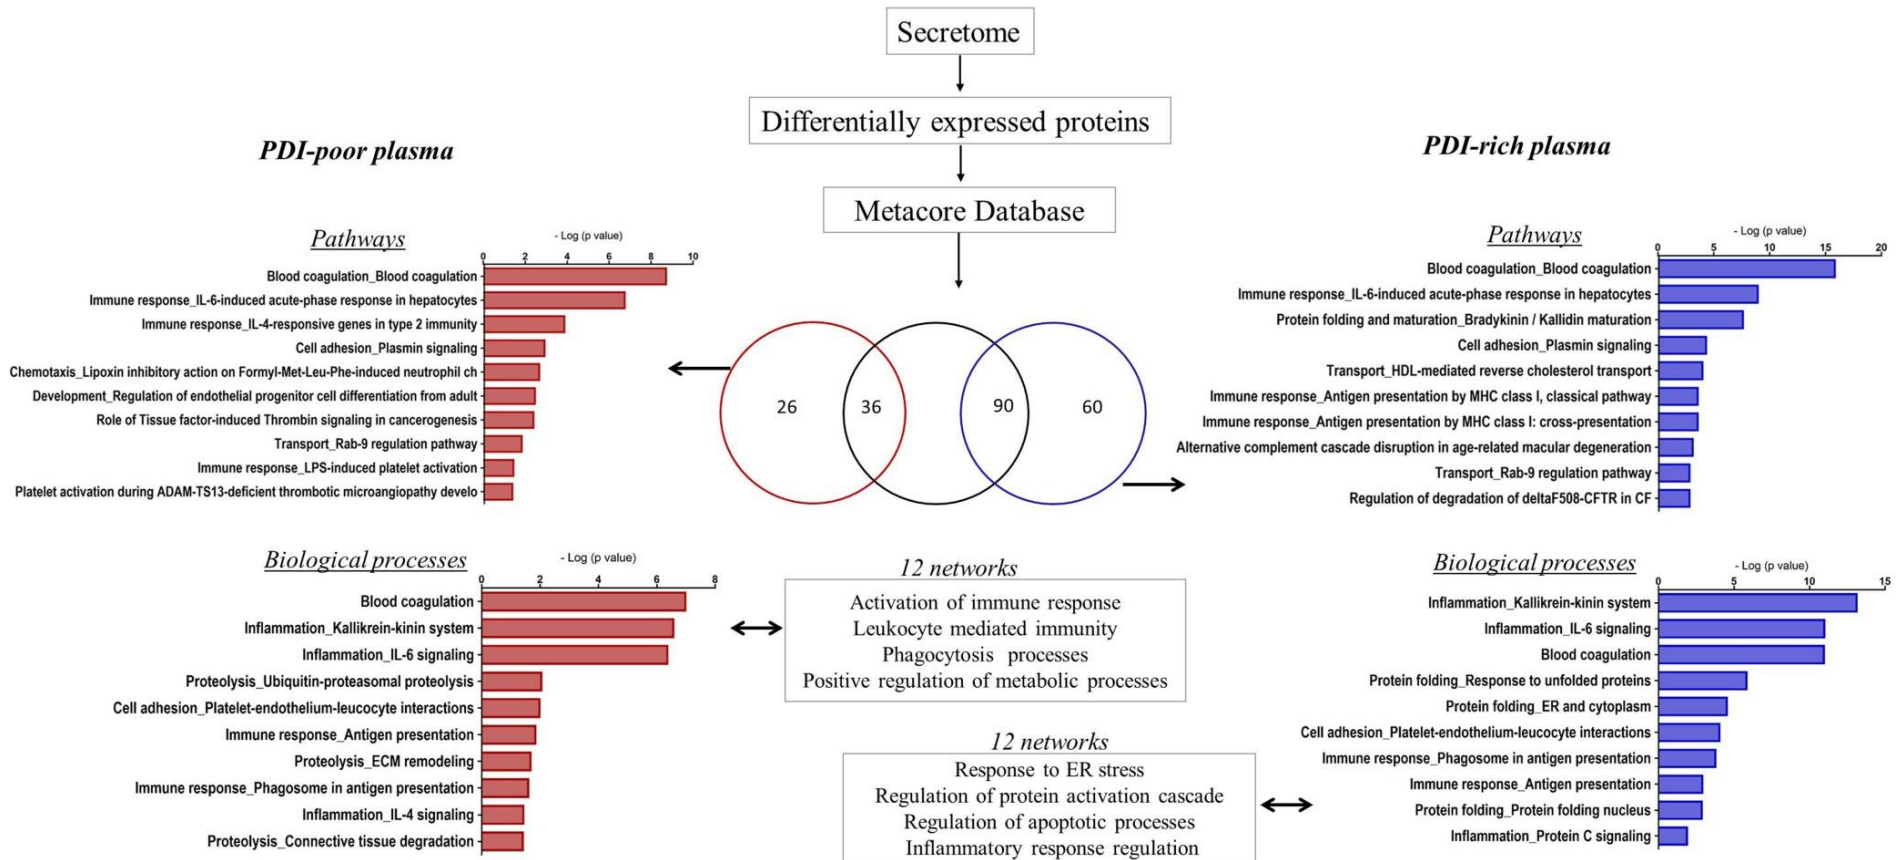 Secretome
Differentially expressed proteins
Metacore Database
PDI-poor plasma
Pathways
- Log (p value)
0 2 4 6 8 10
Blood coagulation_Blood coagulation
Immune response_IL-6-induced acute-phase response in hepatocytes
Immune response_IL-4-responsive genes in type 2 immunity
Cell adhesion_Plasmin signaling
Chemotaxis_Lipoxin inhibitory action on Formyl-Met-Leu-Phe-induced neutrophil ch
Development_Regulation of endothelial progenitor cell differentiation from adult
Role of Tissue factor-induced Thrombin signaling in cancerogenesis
Transport_Rab-9 regulation pathway
Immune response_LPS-induced platelet activation
Platelet activation during ADAM-TS13-deficient thrombotic microangiopathy develo
Biological processes
- Log (p value)
0 2 4 6 8
Blood coagulation
Inflammation_Kallikrein-kinin system
Inflammation_IL-6 signaling
Proteolysis_Ubiquitin-proteasomal proteolysis
Cell adhesion_Platelet-endothelium-leucocyte interactions
Immune response_Antigen presentation
Proteolysis_ECM remodeling
Immune response_Phagosome in antigen presentation
Inflammation_IL-4 signaling
Proteolysis_Connective tissue degradation
26 36 90 60
12 networks
Activation of immune response
Leukocyte mediated immunity
Phagocytosis processes
Positive regulation of metabolic processes
12 networks
Response to ER stress
Regulation of protein activation cascade
Regulation of apoptotic processes
Inflammatory response regulation
PDI-rich plasma
Pathways
- Log (p value)
0 5 10 15 20
Blood coagulation_Blood coagulation
Immune response_IL-6-induced acute-phase response in hepatocytes
Protein folding and maturation_Bradykinin / Kallidin maturation
Cell adhesion_Plasmin signaling
Transport_HDL-mediated reverse cholesterol transport
Immune response_Antigen presentation by MHC class I, classical pathway
Immune response_Antigen presentation by MHC class I: cross-presentation
Alternative complement cascade disruption in age-related macular degeneration
Transport_Rab-9 regulation pathway
Regulation of degradation of deltaF508-CFTR in CF
Biological processes
- Log (p value)
0 5 10 15
Inflammation_Kallikrein-kinin system
Inflammation_IL-6 signaling
Blood coagulation
Protein folding_Response to unfolded proteins
Protein folding_ER and cytoplasm
Cell adhesion_Platelet-endothelium-leucocyte interactions
Immune response_Phagosome in antigen presentation
Immune response_Antigen presentation
Protein folding_Protein folding nucleus
Inflammation_Protein C signaling